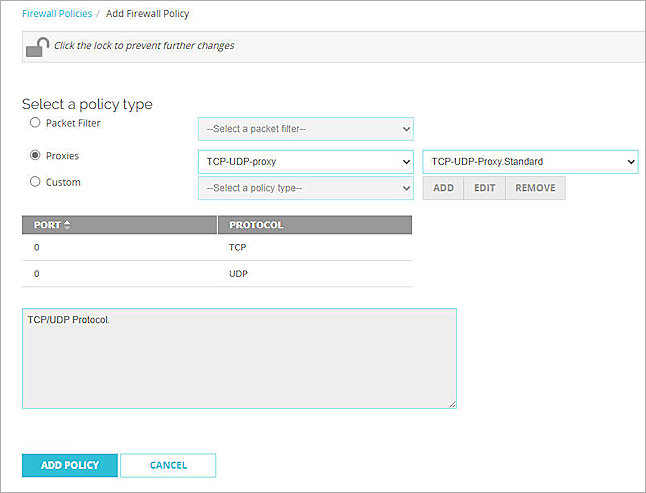 Firewall Policies / Add Firewall Policy
Click the lock to prevent further changes
Select a policy type
Packet Filter --Select a packet filter--
Proxies TCP-UDP-proxy TCP-UDP-Proxy.Standard
Custom --Select a policy type-- ADD EDIT REMOVE
PORT PROTOCOL
0 TCP
0 UDP
TCP/UDP Protocol.
ADD POLICY CANCEL